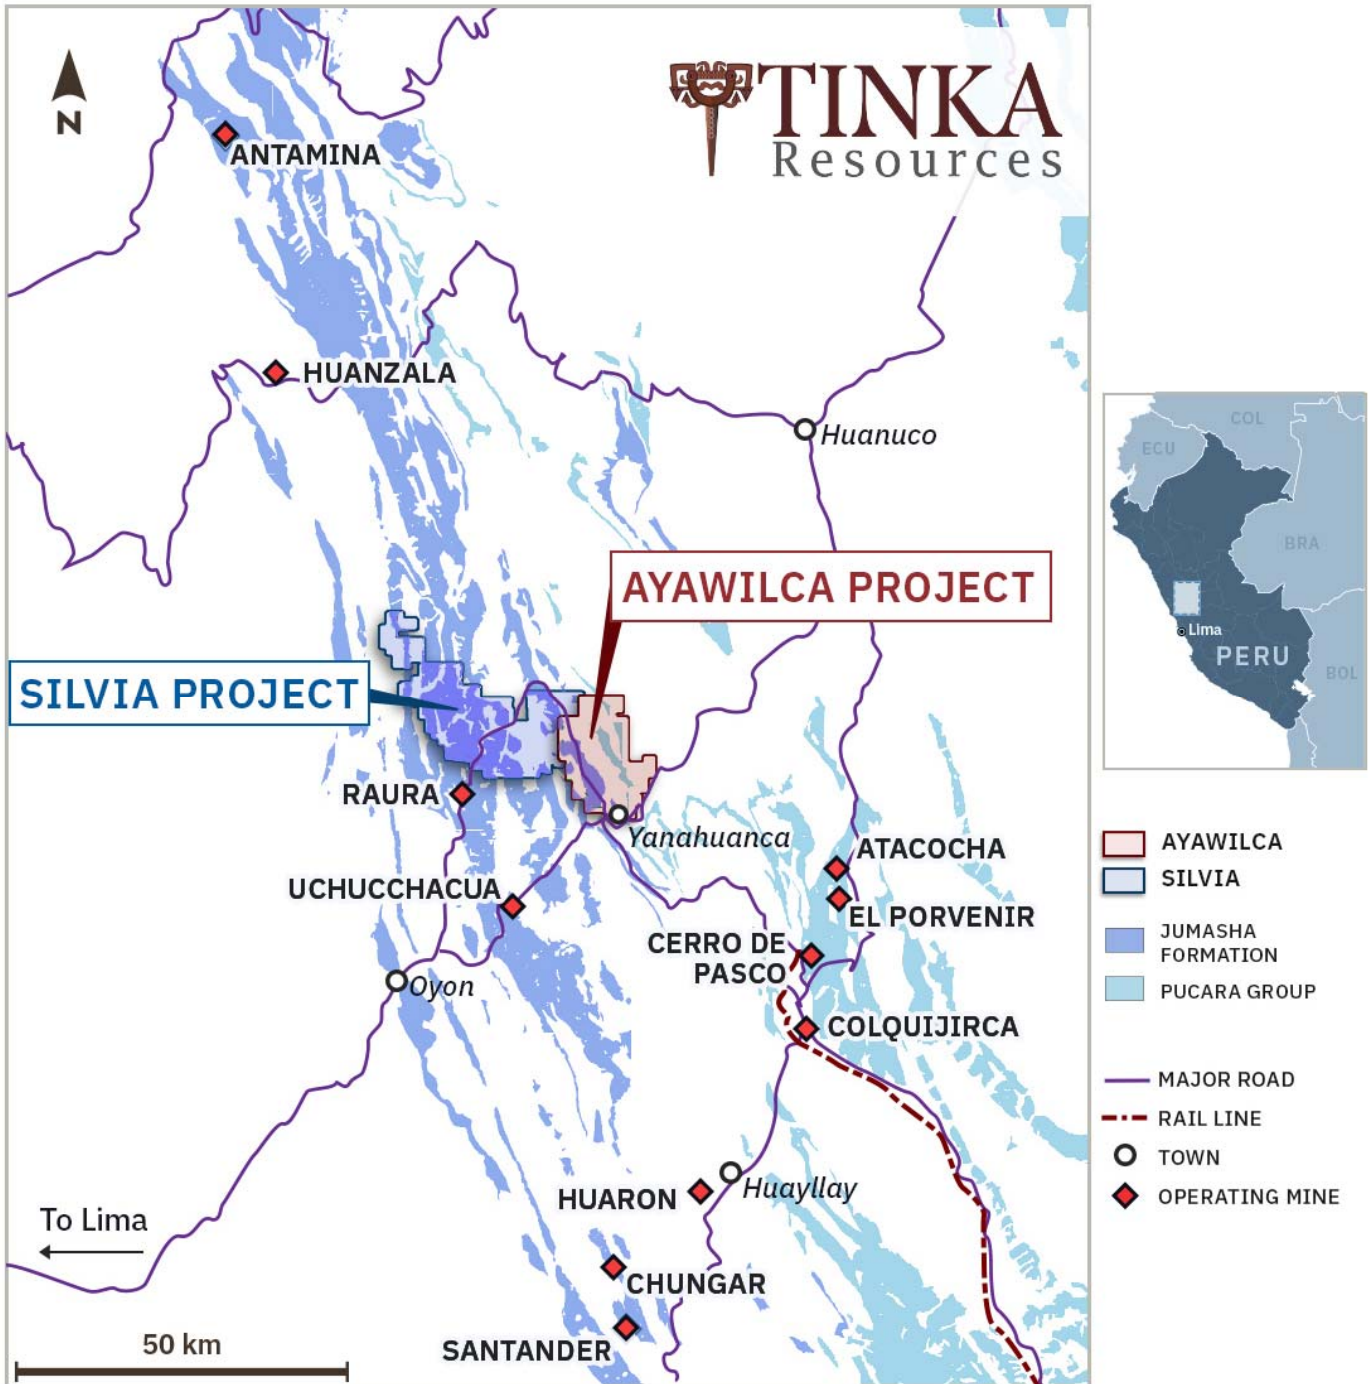 N
TINKA
Resources
ANTAMINA
HUANZALA
Huanuco
AYAWILCA PROJECT
SILVIA PROJECT
RAURA
Yanahuanca
ATACOCHA
UCHUCCHACUA
EL PORVENIR
CERRO DE
PASCO
Oyon
COLQUIJIRCA
HUARON
Huayllay
To Lima
CHUNGAR
SANTANDER
50 km
COL
ECU
BRA
Lima
PERU
BOL
AYAWILCA
SILVIA
JUMASHA
FORMATION
PUCARA GROUP
MAJOR ROAD
RAIL LINE
TOWN
OPERATING MINE